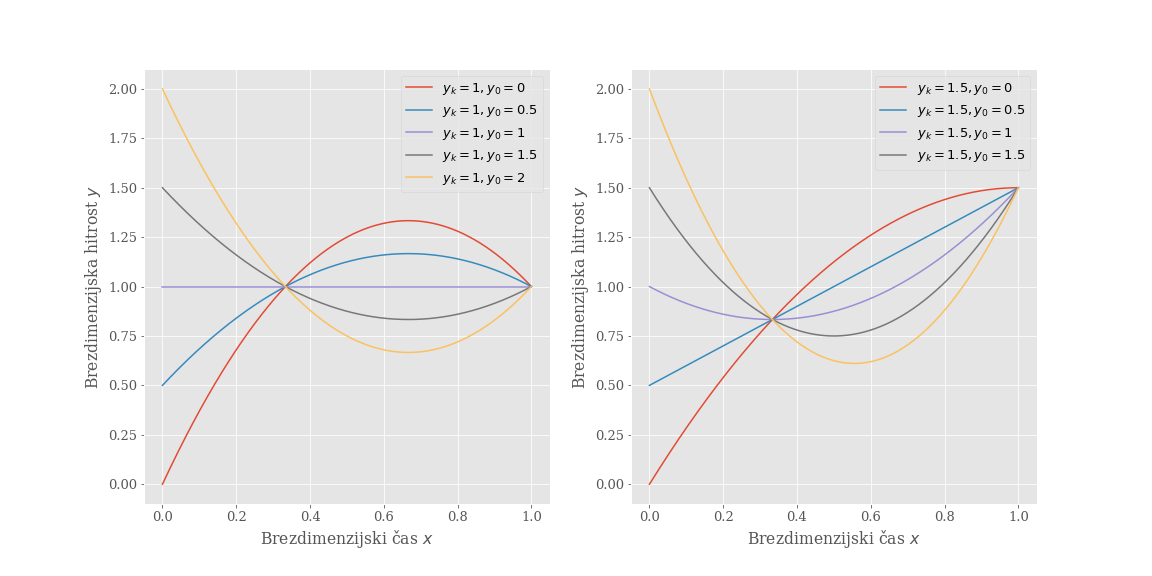 2.00
1.75
1.50
1.25
1.00
0.75
0.50
0.25
0.00
Brezdimenzijska hitrost y
y_k = 1, y_0 = 0
y_k = 1, y_0 = 0.5
y_k = 1, y_0 = 1
y_k = 1, y_0 = 1.5
y_k = 1, y_0 = 2
0.0 0.2 0.4 0.6 0.8 1.0
Brezdimenzijski čas x
2.00
1.75
1.50
1.25
1.00
0.75
0.50
0.25
0.00
Brezdimenzijska hitrost y
y_k = 1.5, y_0 = 0
y_k = 1.5, y_0 = 0.5
y_k = 1.5, y_0 = 1
y_k = 1.5, y_0 = 1.5
0.0 0.2 0.4 0.6 0.8 1.0
Brezdimenzijski čas x